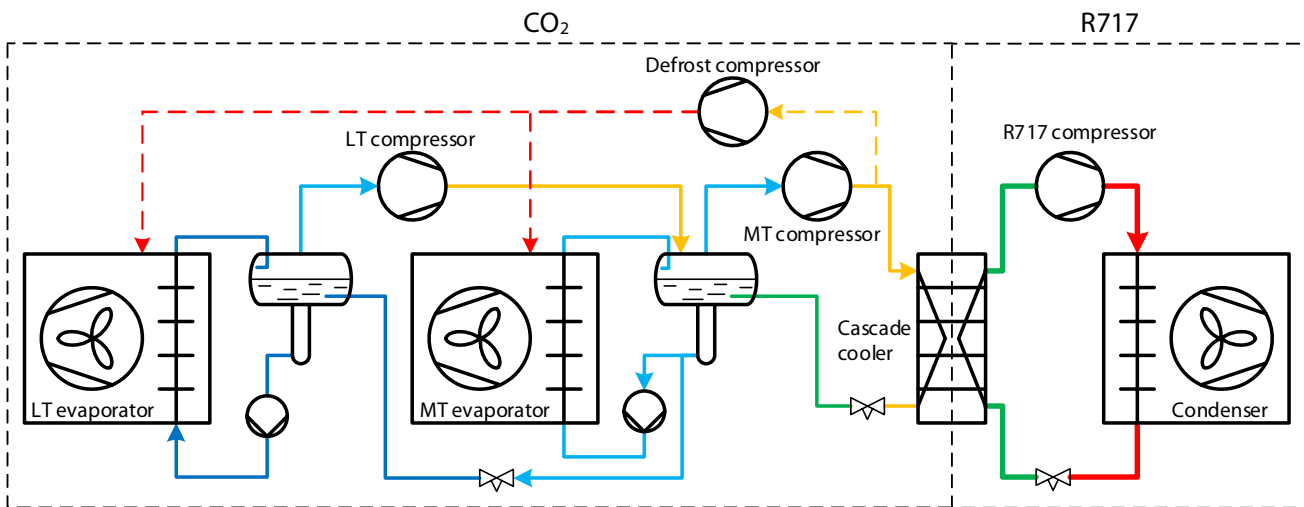 CO₂
R717
Defrost compressor
LT compressor
R717 compressor
MT compressor
Cascade
cooler
LT evaporator
MT evaporator
Condenser